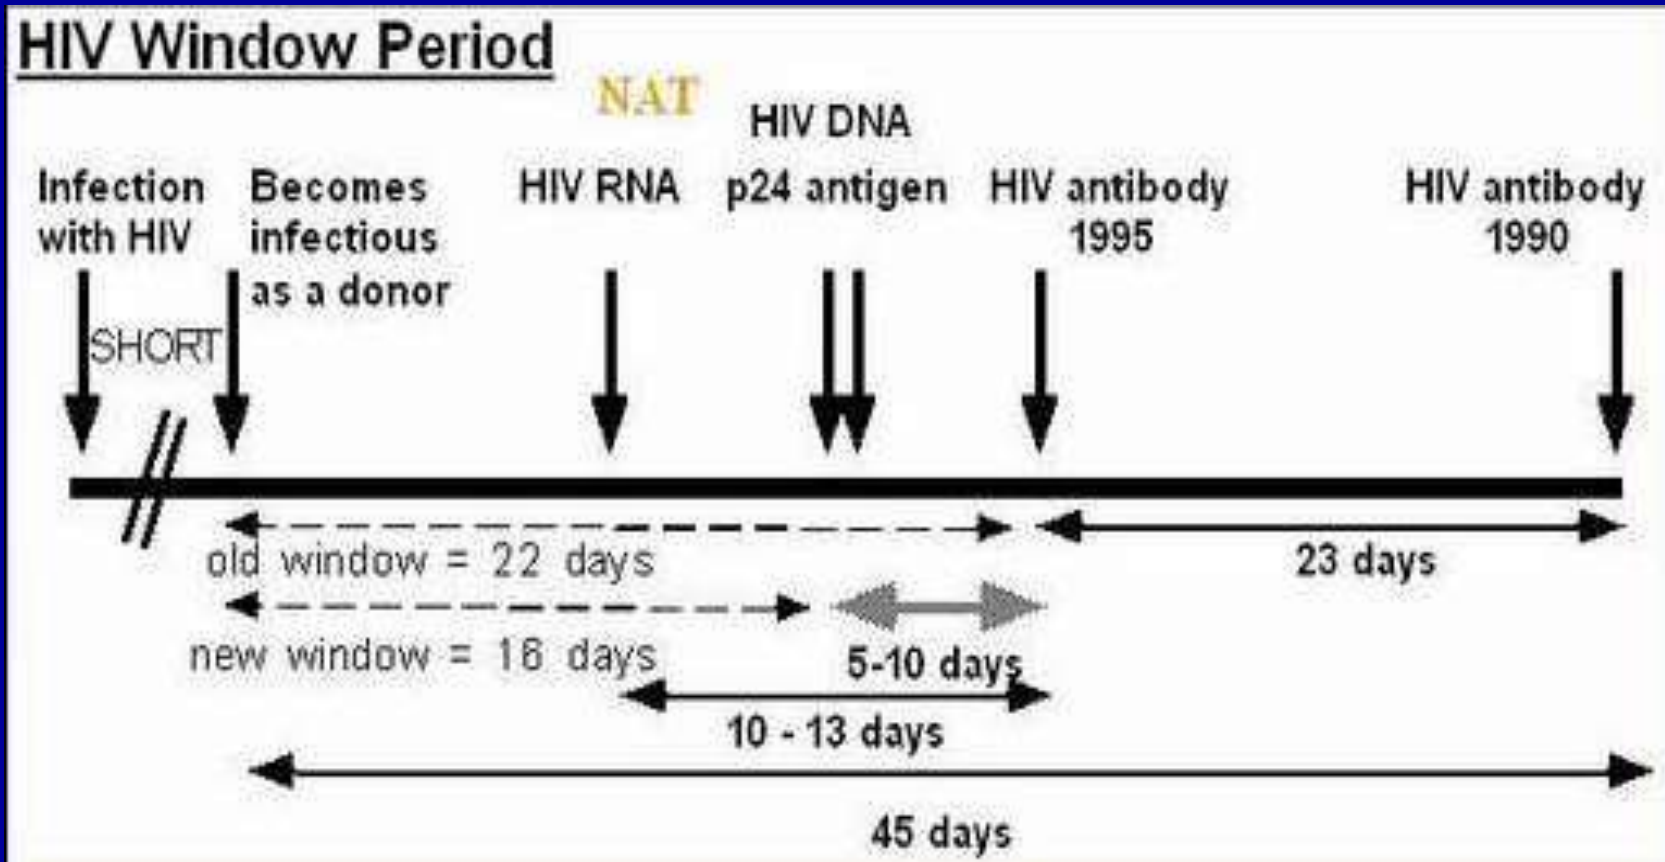 HIV Window Period
NAT
HIV DNA
Infection
with HIV
Becomes
infectious
as a donor
HIV RNA
p24 antigen
HIV antibody
1995
HIV antibody
1990
SHORT
old window = 22 days
23 days
new window = 16 days
5-10 days
10 - 13 days
45 days